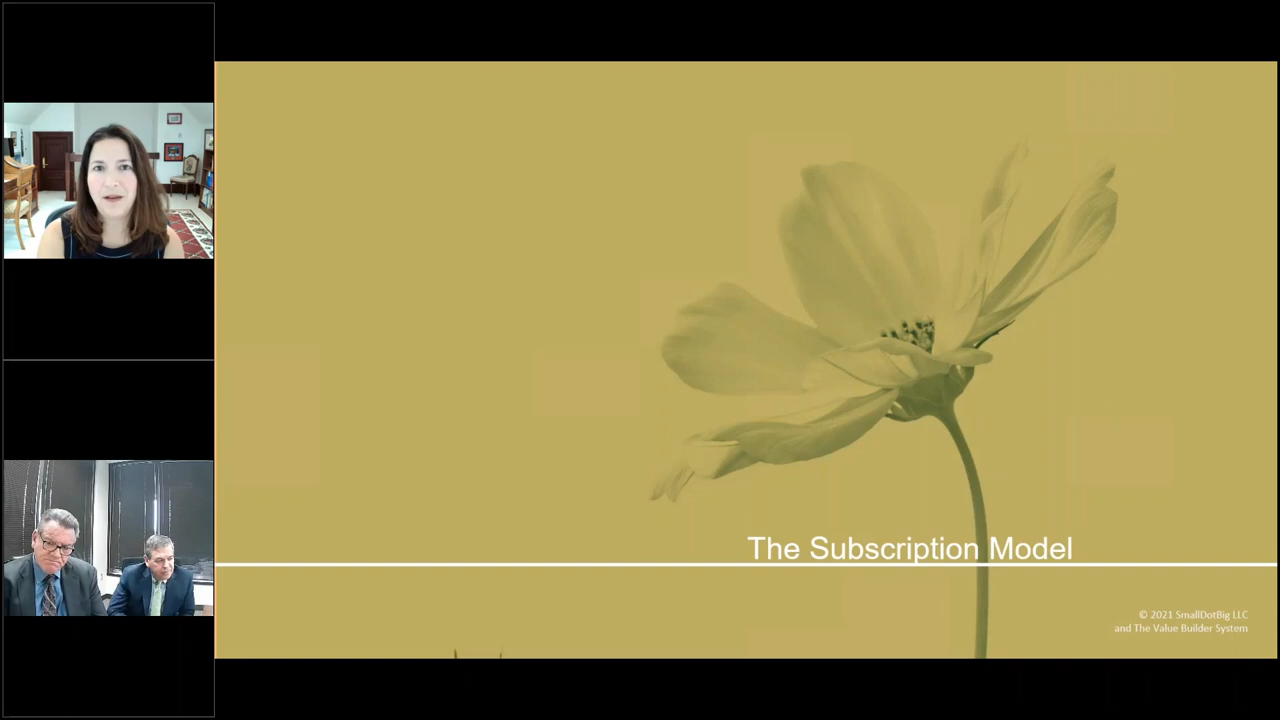 The Subscription Model
© 2021 SmallDotBig LLC
and The Value Builder System